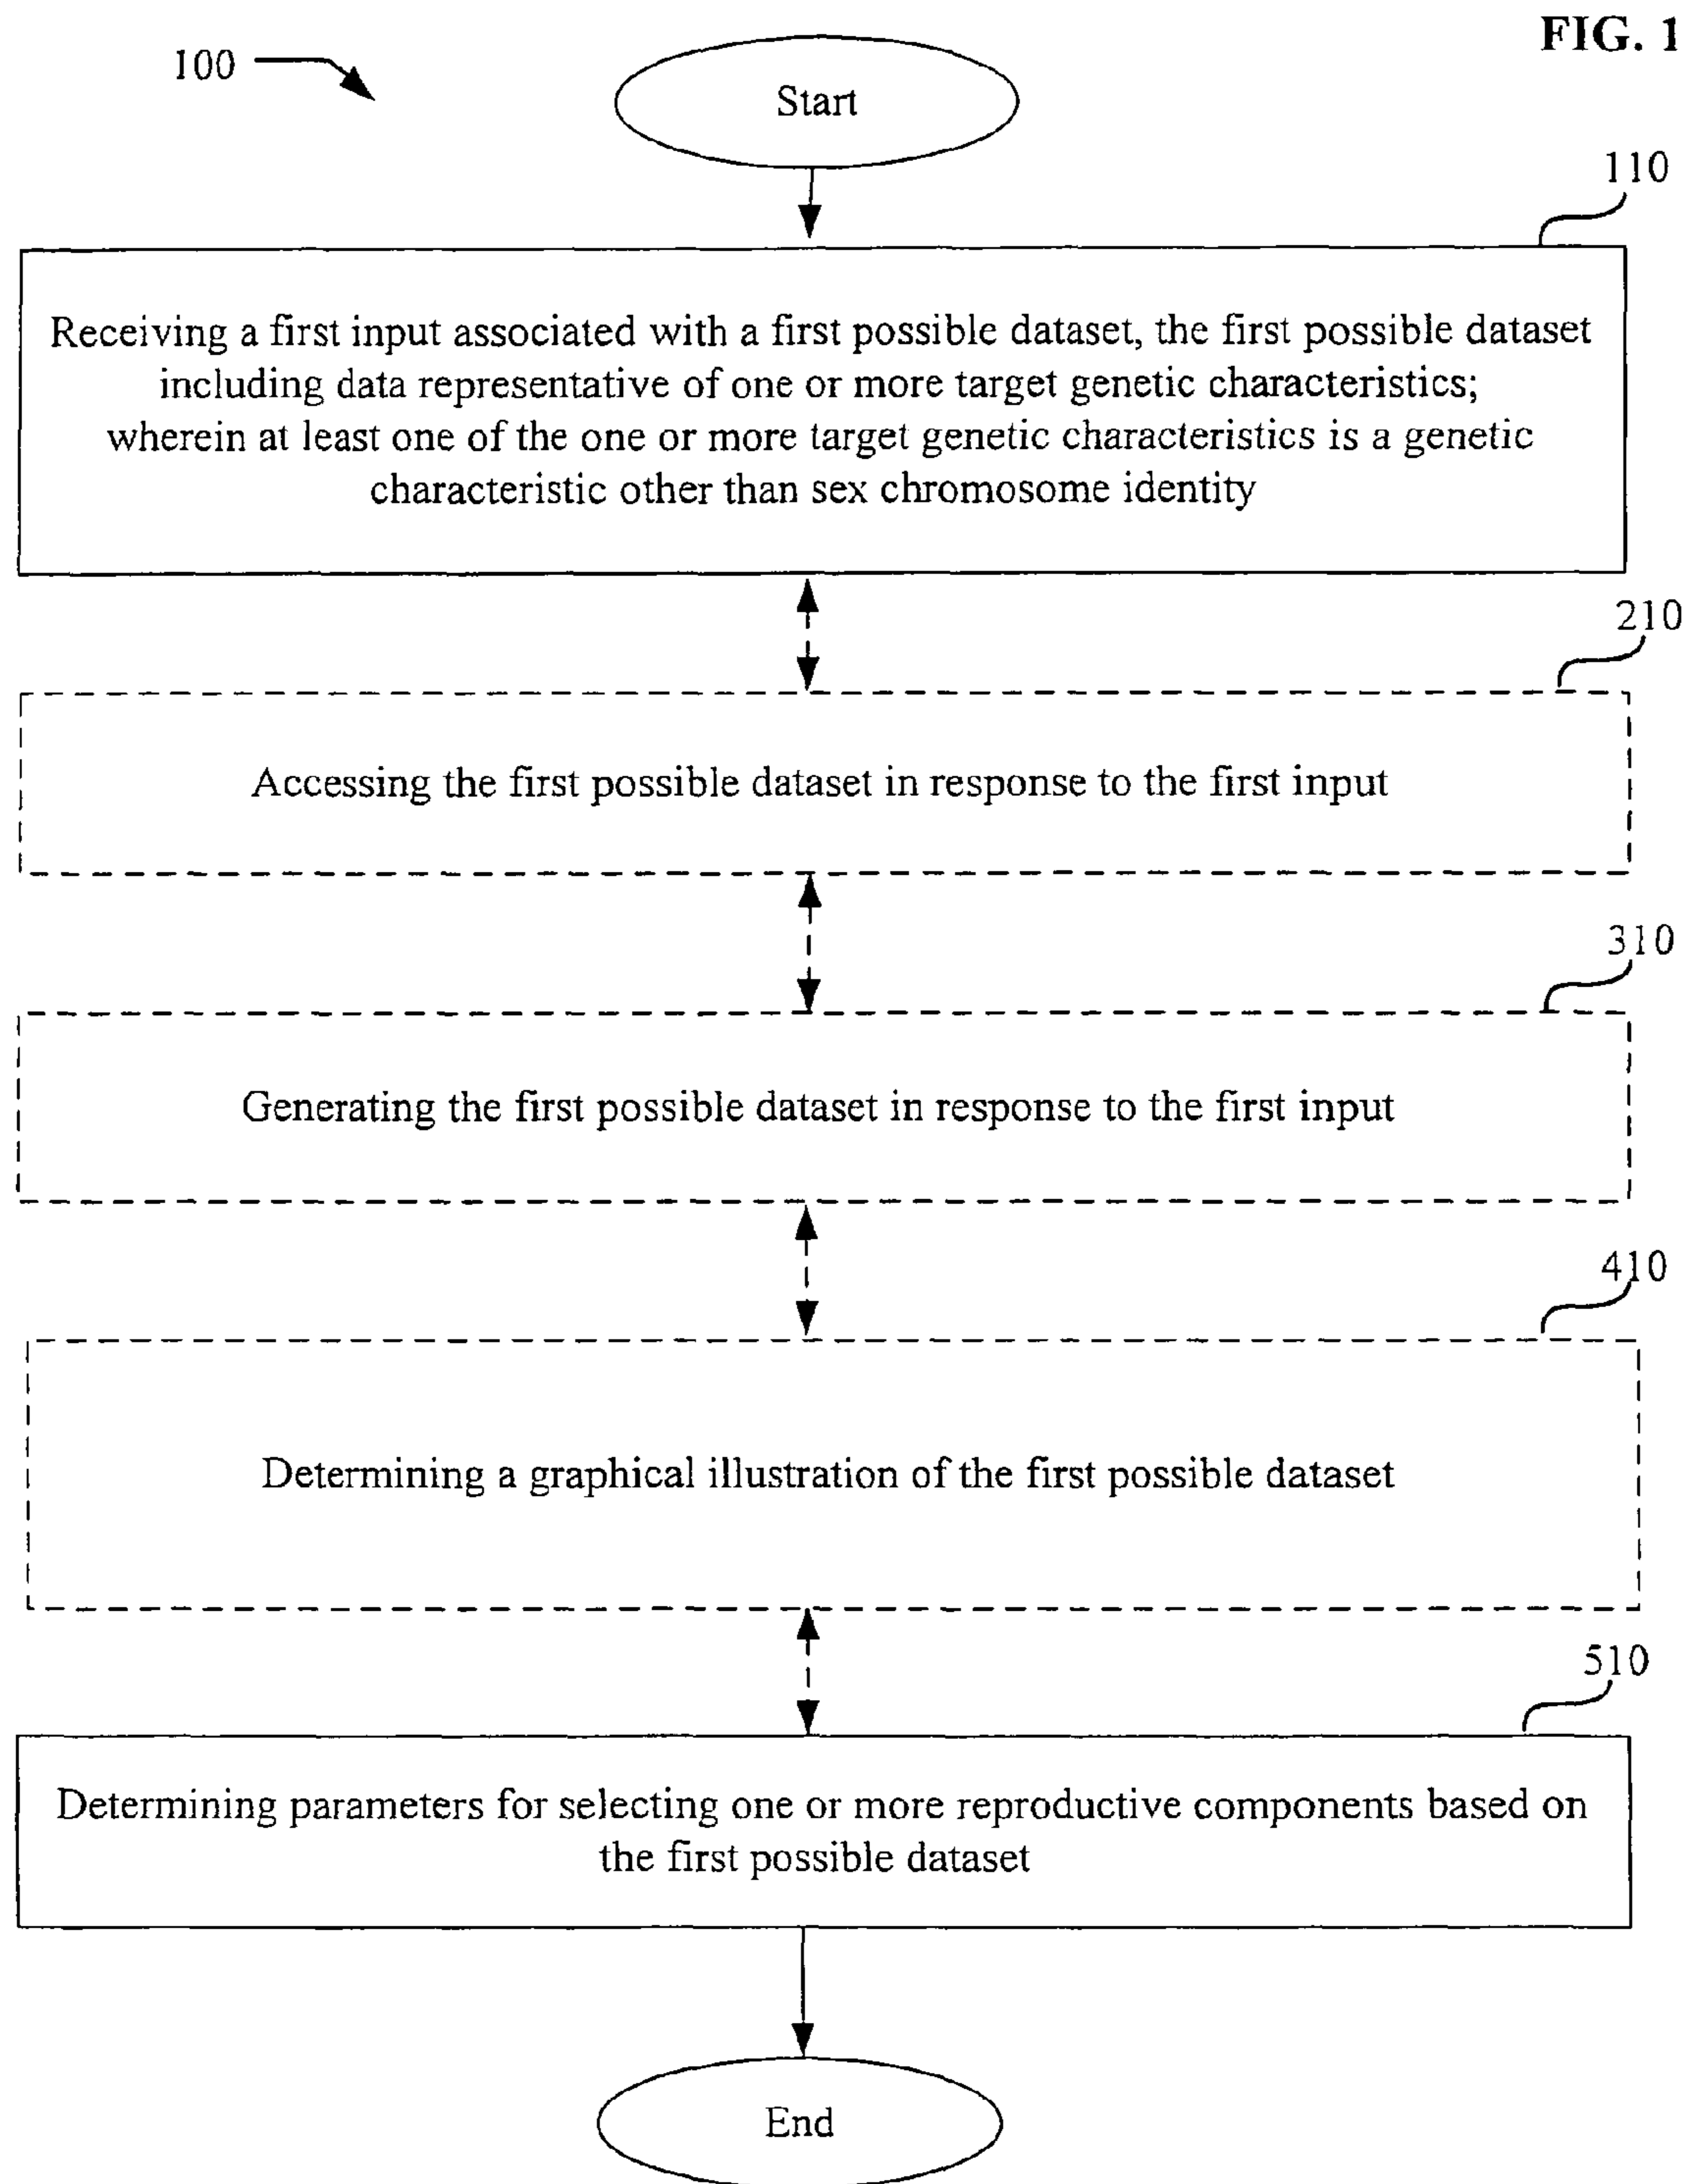 FIG. 1
100
Start
110
Receiving a first input associated with a first possible dataset, the first possible dataset
including data representative of one or more target genetic characteristics;
wherein at least one of the one or more target genetic characteristics is a genetic
characteristic other than sex chromosome identity
210
Accessing the first possible dataset in response to the first input
310
Generating the first possible dataset in response to the first input
410
Determining a graphical illustration of the first possible dataset
510
Determining parameters for selecting one or more reproductive components based on
the first possible dataset
End